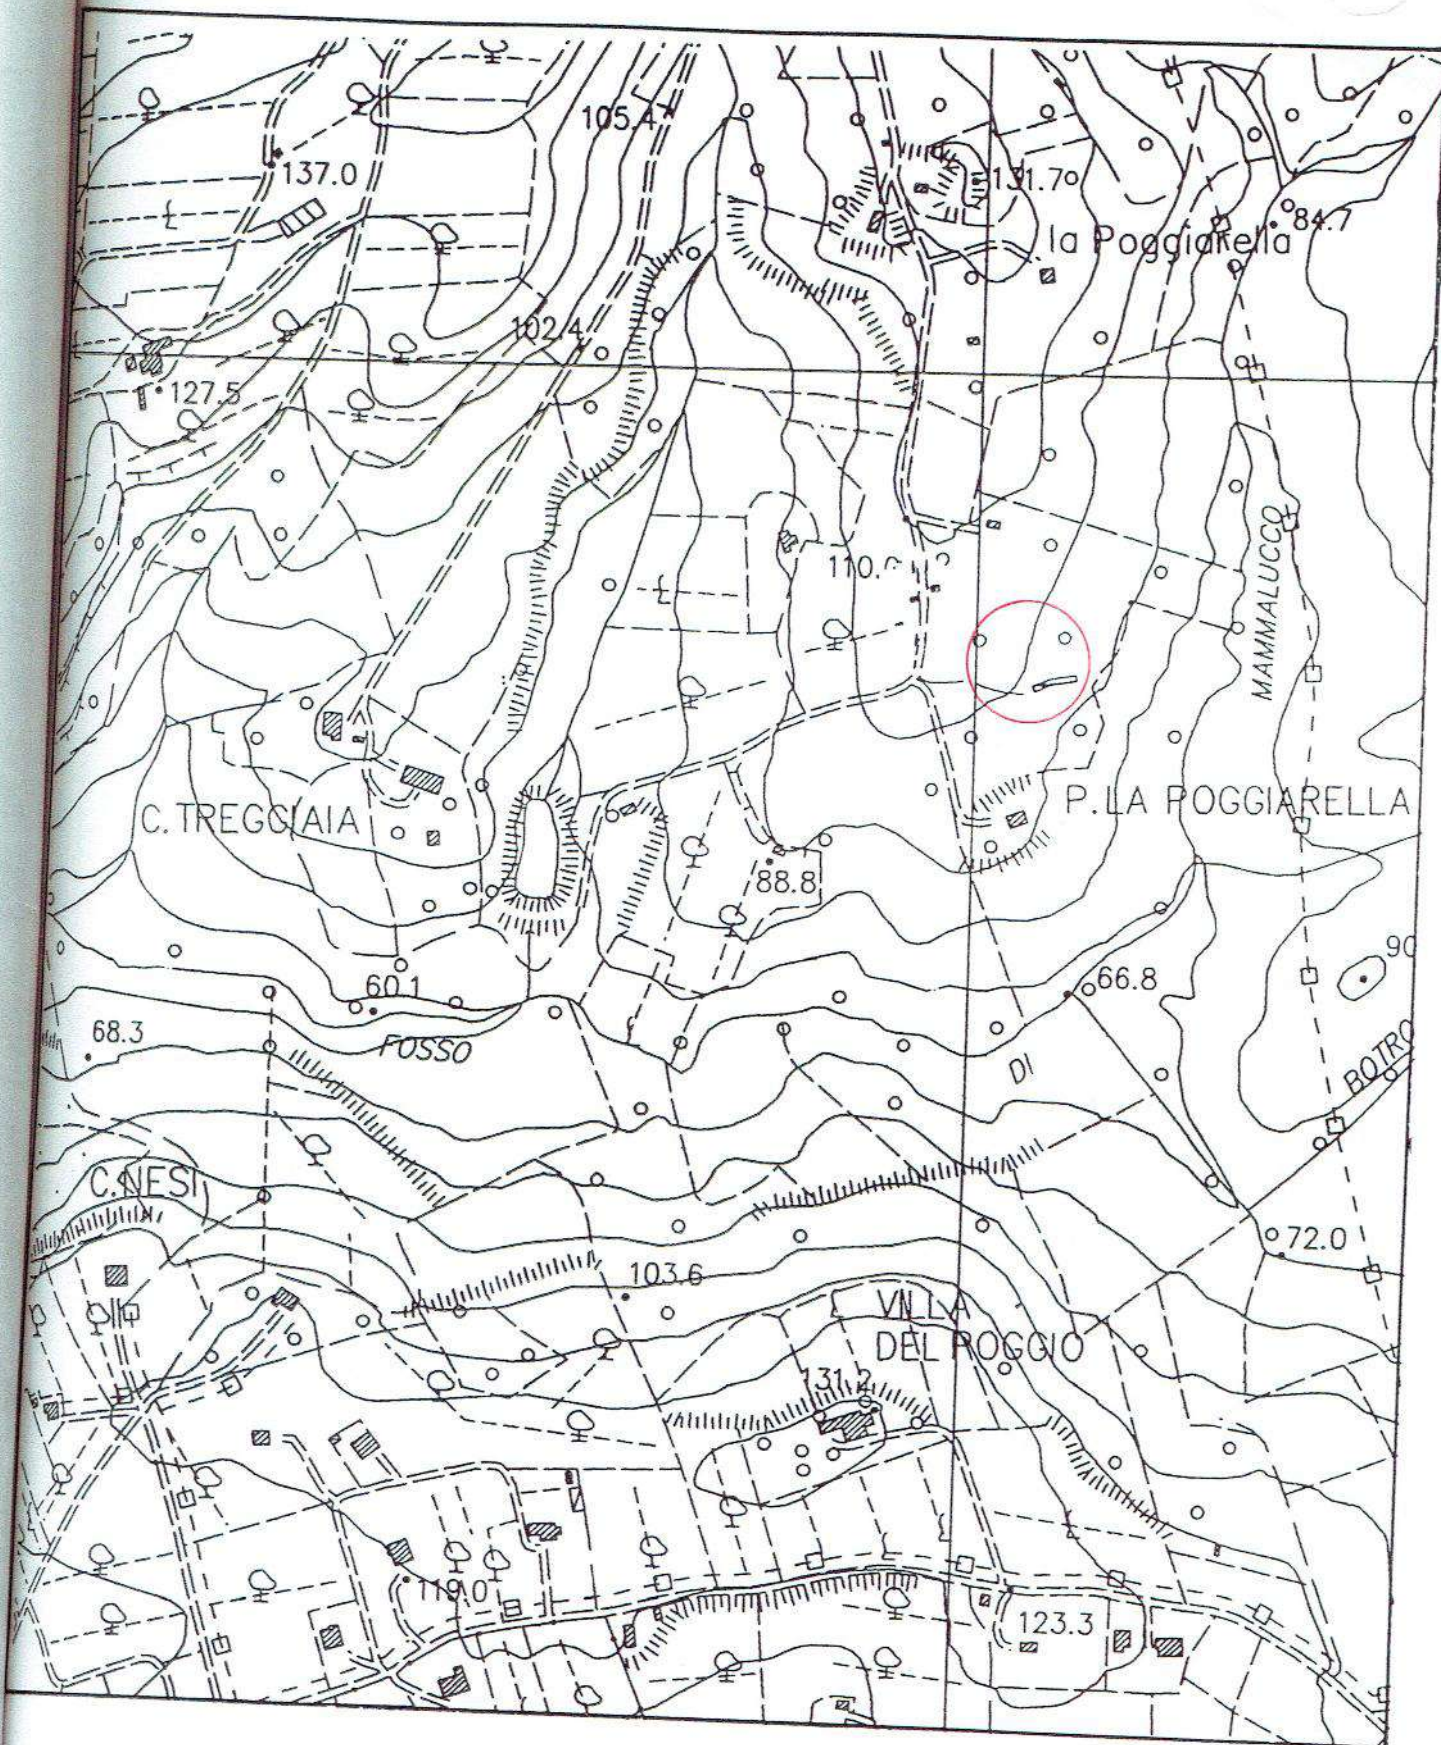 105.4
137.0
131.7
84.7
la Poggiarella
102.4
127.5
MAMMALUCCO
110.
C. TREGGIAIA
P. LA POGGIARELLA
88.8
90
60.1
66.8
68.3
FOSSO
DI
BOTRO
C. NESI
72.0
103.6
VILLA
DEL POGGIO
131.2
119.0
123.3